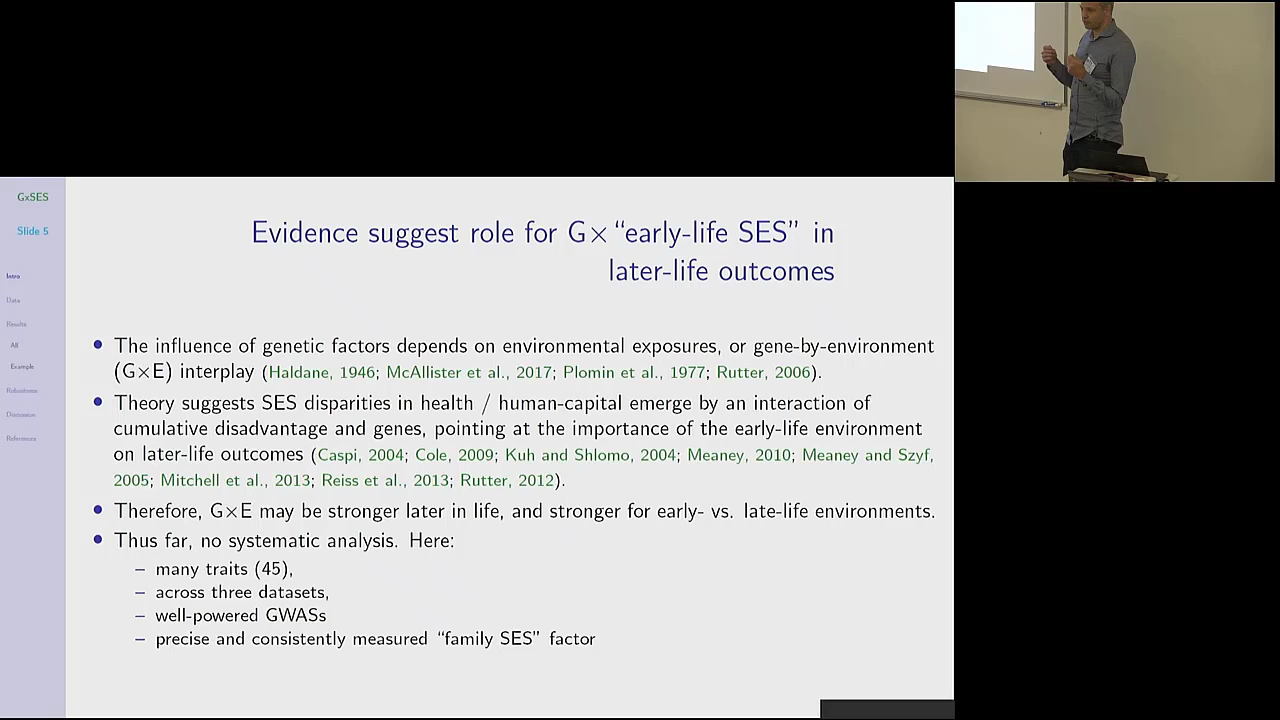 GxSES
Slide 5
Intro
Data
Results
All
Example
Robustness
Discussion
References
Evidence suggest role for G× “early-life SES” in
later-life outcomes
• The influence of genetic factors depends on environmental exposures, or gene-by-environment
(G×E) interplay (Haldane, 1946; McAllister et al., 2017; Plomin et al., 1977; Rutter, 2006).
• Theory suggests SES disparities in health / human-capital emerge by an interaction of
cumulative disadvantage and genes, pointing at the importance of the early-life environment
on later-life outcomes (Caspi, 2004; Cole, 2009; Kuh and Shlomo, 2004; Meaney, 2010; Meaney and Szyf,
2005; Mitchell et al., 2013; Reiss et al., 2013; Rutter, 2012).
• Therefore, G×E may be stronger later in life, and stronger for early- vs. late-life environments.
• Thus far, no systematic analysis. Here:
– many traits (45),
– across three datasets,
– well-powered GWASs
– precise and consistently measured “family SES” factor